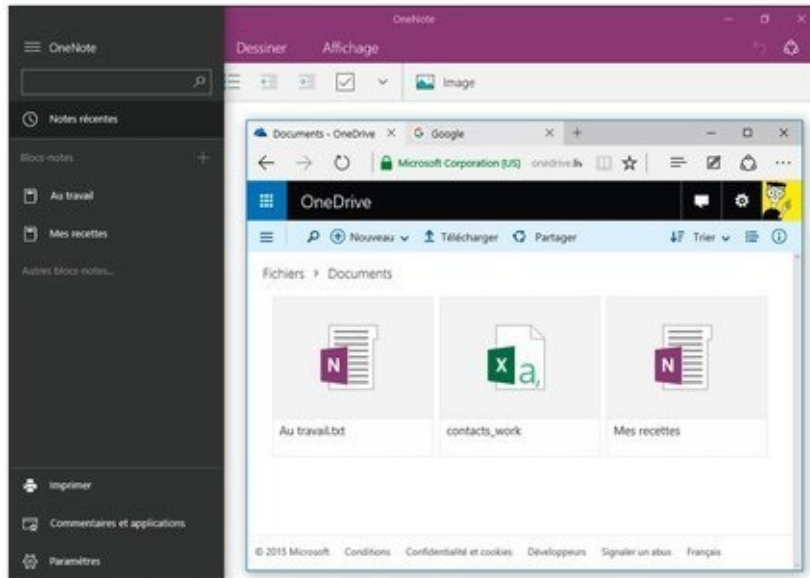 OneNote
OneNote
Dessiner Affichage
Image
Notes récentes
Blocs-notes
Au travail
Mes recettes
Autres blocs-notes...
Imprimer
Commentaires et applications
Paramètres
Documents - OneDrive
Google
Microsoft Corporation [US] onedrive.liv
OneDrive
Nouveau Télécharger Partager Trier
Fichiers > Documents
N X a, N
Au travail.txt contacts_work Mes recettes
© 2015 Microsoft Conditions Confidentialité et cookies Développeurs Signaler un abus Français